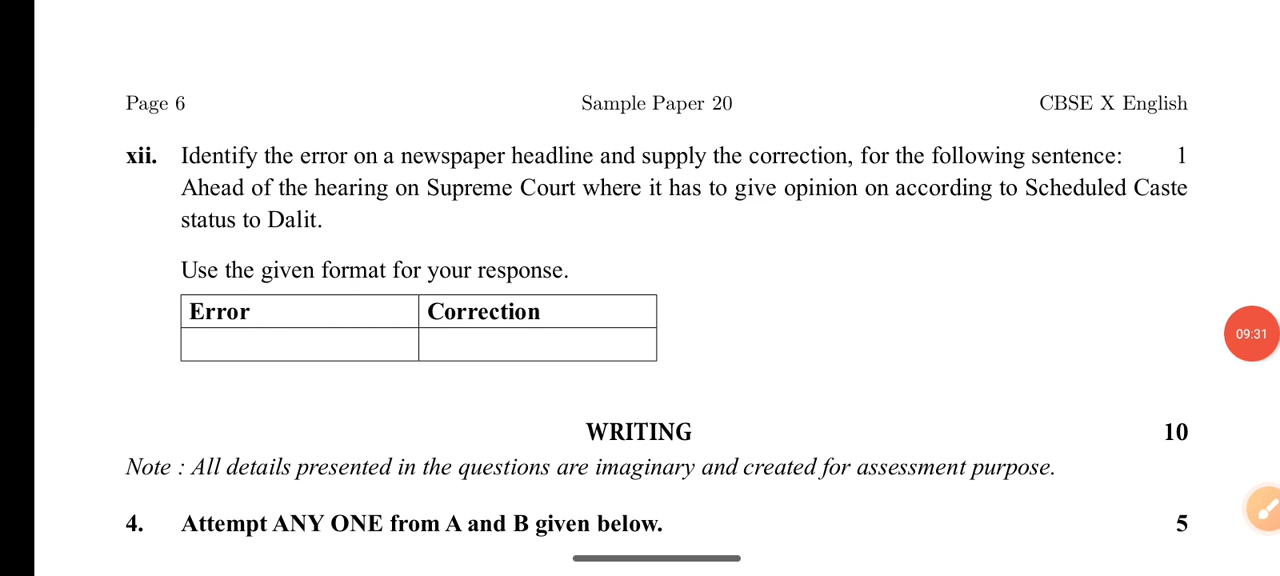 Page 6 Sample Paper 20 CBSE X English
xii. Identify the error on a newspaper headline and supply the correction, for the following sentence: 1
Ahead of the hearing on Supreme Court where it has to give opinion on according to Scheduled Caste
status to Dalit.
Use the given format for your response.
Error Correction
09:31
WRITING 10
Note : All details presented in the questions are imaginary and created for assessment purpose.
4. Attempt ANY ONE from A and B given below. 5